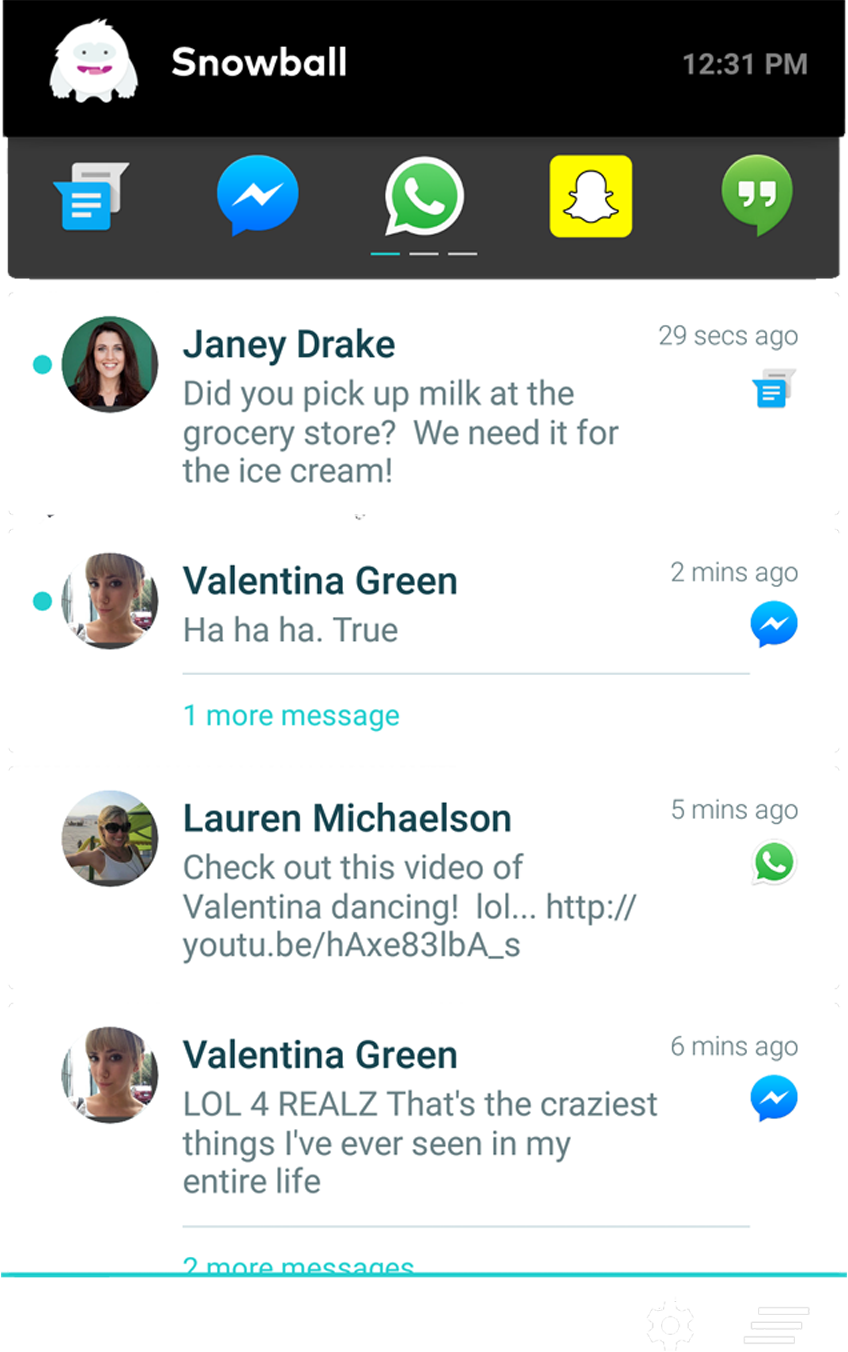 Snowball
12:31 PM
Janey Drake
29 secs ago
Did you pick up milk at the
grocery store?  We need it for
the ice cream!
Valentina Green
2 mins ago
Ha ha ha. True
1 more message
Lauren Michaelson
5 mins ago
Check out this video of
Valentina dancing!  lol... http://
youtu.be/hAxe83lbA_s
Valentina Green
6 mins ago
LOL 4 REALZ That's the craziest
things I've ever seen in my
entire life
2 more messages